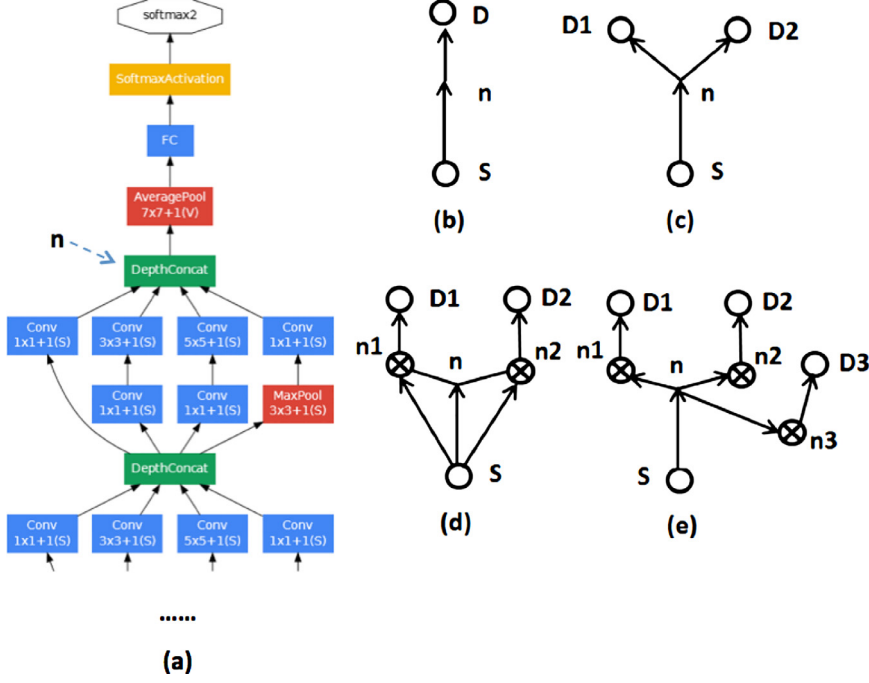 softmax2
SoftmaxActivation
FC
AveragePool
7x7+1(V)
n
DepthConcat
Conv
1x1+1(S)
Conv
3x3+1(S)
Conv
5x5+1(S)
Conv
1x1+1(S)
Conv
1x1+1(S)
Conv
1x1+1(S)
MaxPool
3x3+1(S)
DepthConcat
Conv
1x1+1(S)
Conv
3x3+1(S)
Conv
5x5+1(S)
Conv
1x1+1(S)
......
(a)
D
n
S
(b)
D1
D2
n
S
(c)
D1
D2
n1
n
n2
S
(d)
D1
D2
n1
n
n2
D3
n3
S
(e)